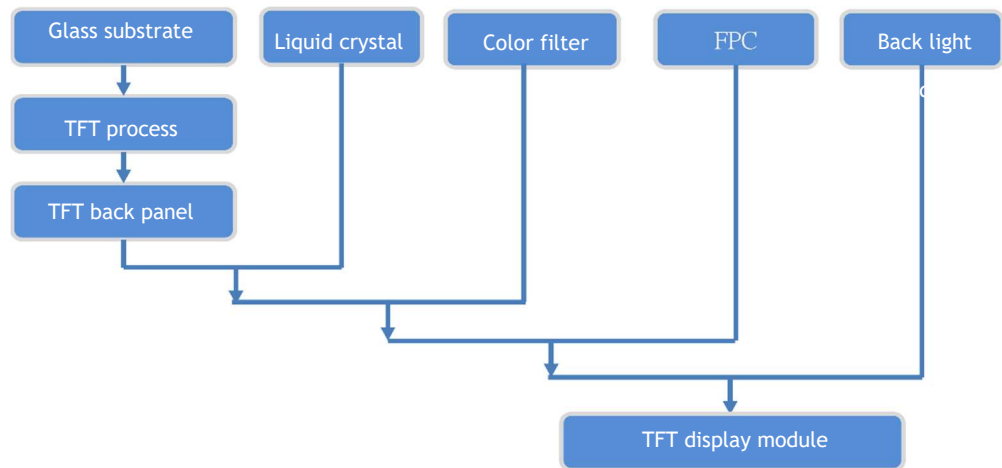 Glass substrate
Liquid crystal
Color filter
FPC
Back light
TFT process
TFT back panel
TFT display module